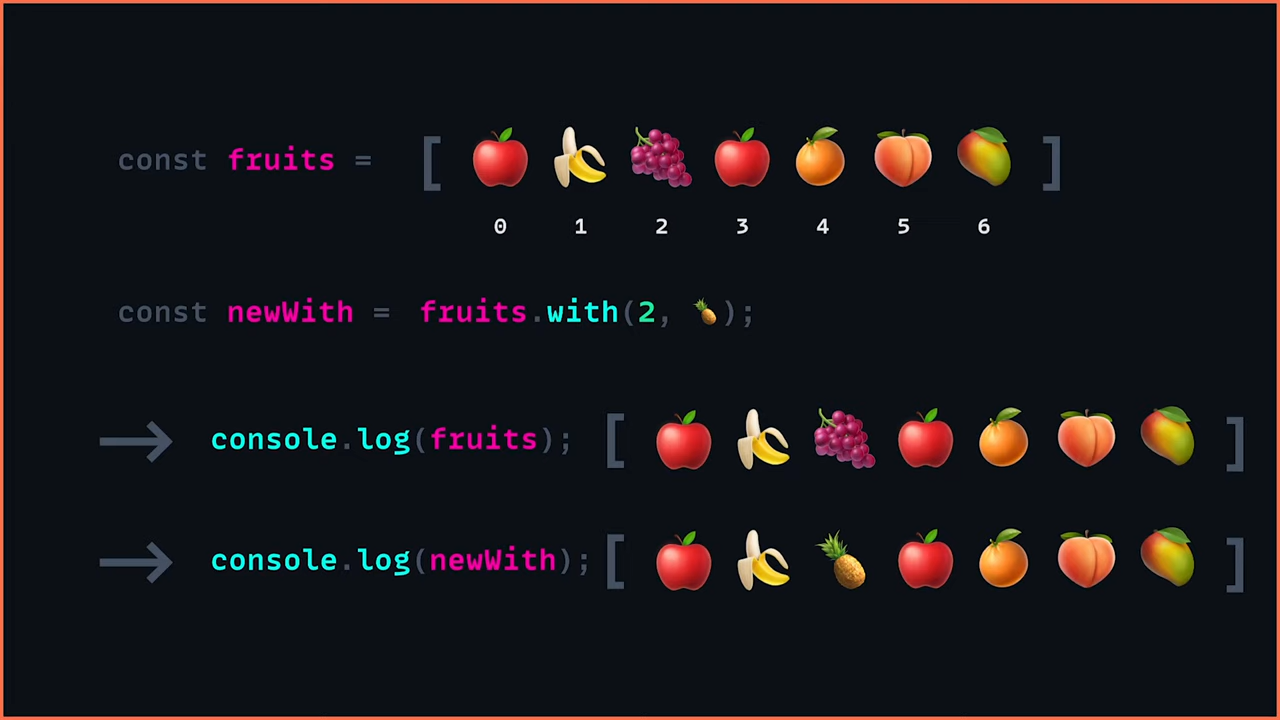 const fruits = [ 🍎 🍌 🍇 🍎 🍊 🍑 🥭 ]
0 1 2 3 4 5 6
const newWith = fruits.with(2, 🍍);
→ console.log(fruits); [ 🍎 🍌 🍇 🍎 🍊 🍑 🥭 ]
→ console.log(newWith); [ 🍎 🍌 🍍 🍎 🍊 🍑 🥭 ]